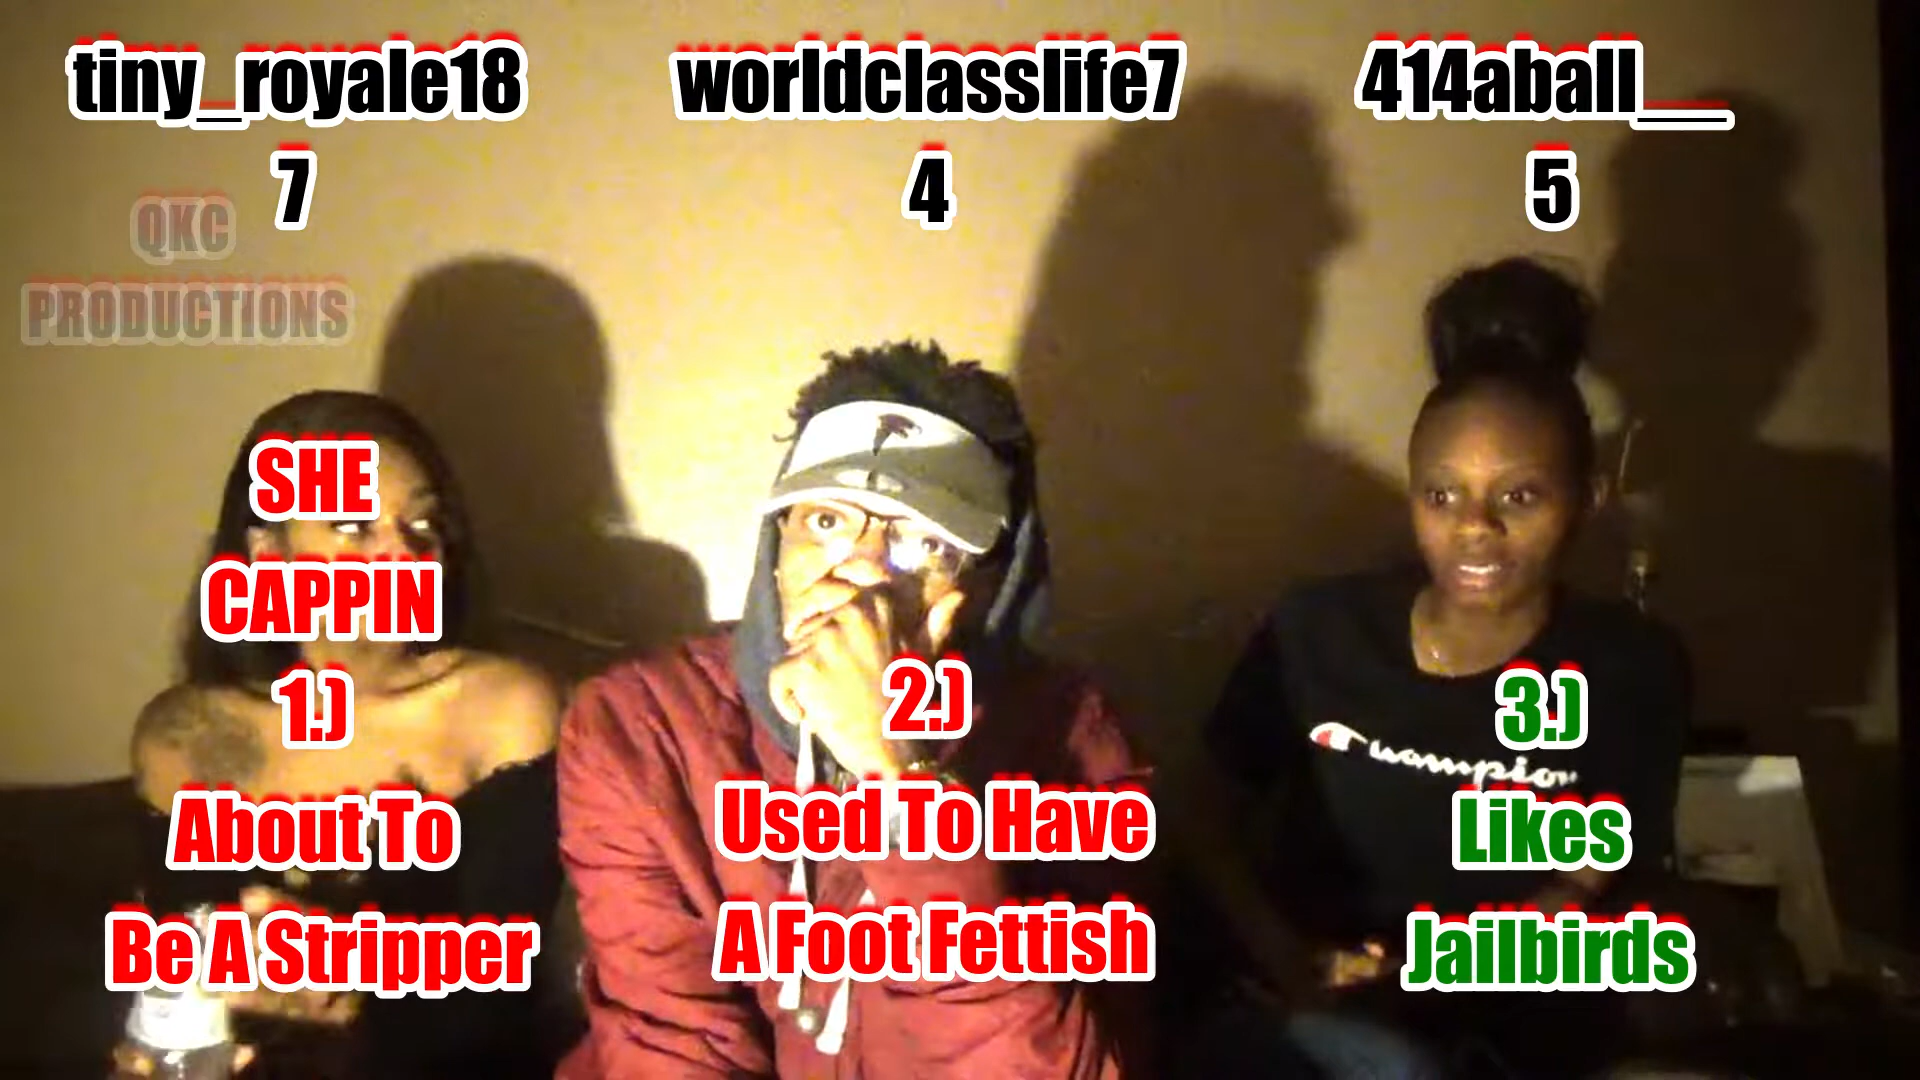 tiny_royale18
worldclasslife7
414aball__
7
4
5
QKC
PRODUCTIONS
SHE
CAPPIN
1.)
About To
Be A Stripper
2.)
Used To Have
A Foot Fettish
Champion
3.)
Likes
Jailbirds